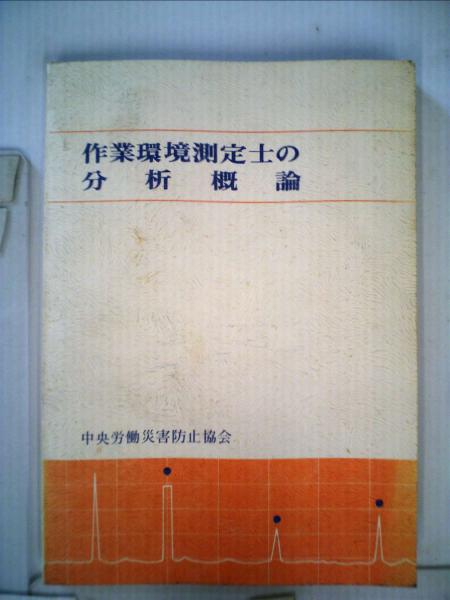 作業環境測定士の
分析概論
中央労働災害防止協会